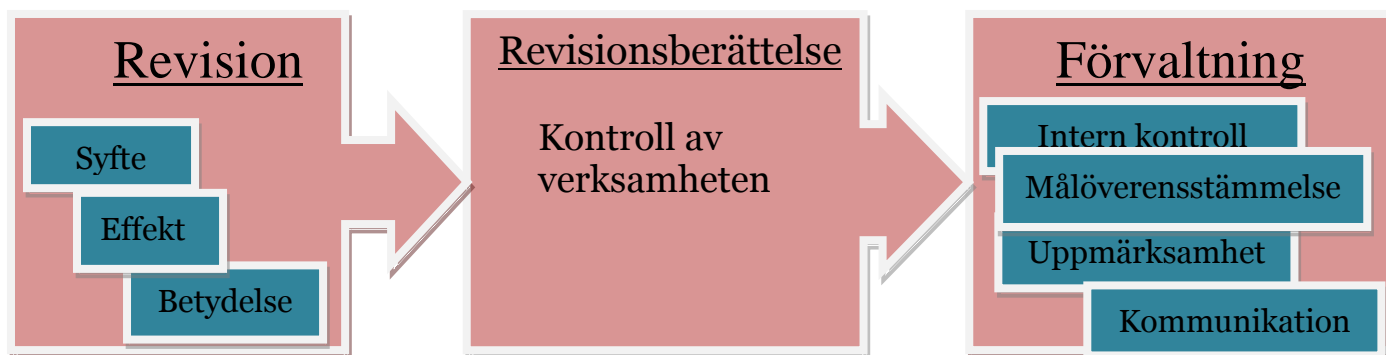 Revision
Syfte
Effekt
Betydelse
Revisionsberättelse
Kontroll av
verksamheten
Förvaltning
Intern kontroll
Målöverensstämmelse
Uppmärksamhet
Kommunikation